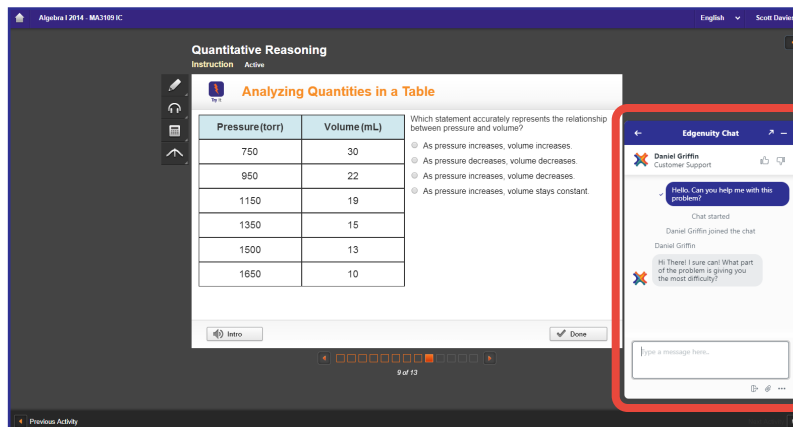 Algebra I 2014 - MA3109 IC
English
Scott Davies
Quantitative Reasoning
Instruction Active
Try It
Analyzing Quantities in a Table
Pressure (torr) Volume (mL)
750 30
950 22
1150 19
1350 15
1500 13
1650 10
Which statement accurately represents the relationship
between pressure and volume?
As pressure increases, volume increases.
As pressure decreases, volume decreases.
As pressure increases, volume decreases.
As pressure increases, volume stays constant.
Intro
Done
9 of 13
Previous Activity
Edgenuity Chat
Daniel Griffin
Customer Support
Hello. Can you help me with this
problem?
Chat started
Daniel Griffin joined the chat
Daniel Griffin
Hi There! I sure can! What part
of the problem is giving you
the most difficulty?
Type a message here..